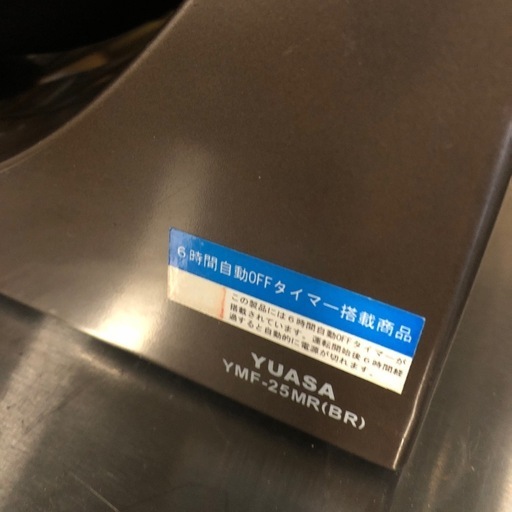 6時間自動OFFタイマー搭載商品
この製品には6時間自動OFFタイマーが
搭載されています。運転開始後6時間経
過すると自動的に電源が切れます。
YUASA
YMF-25MR(BR)